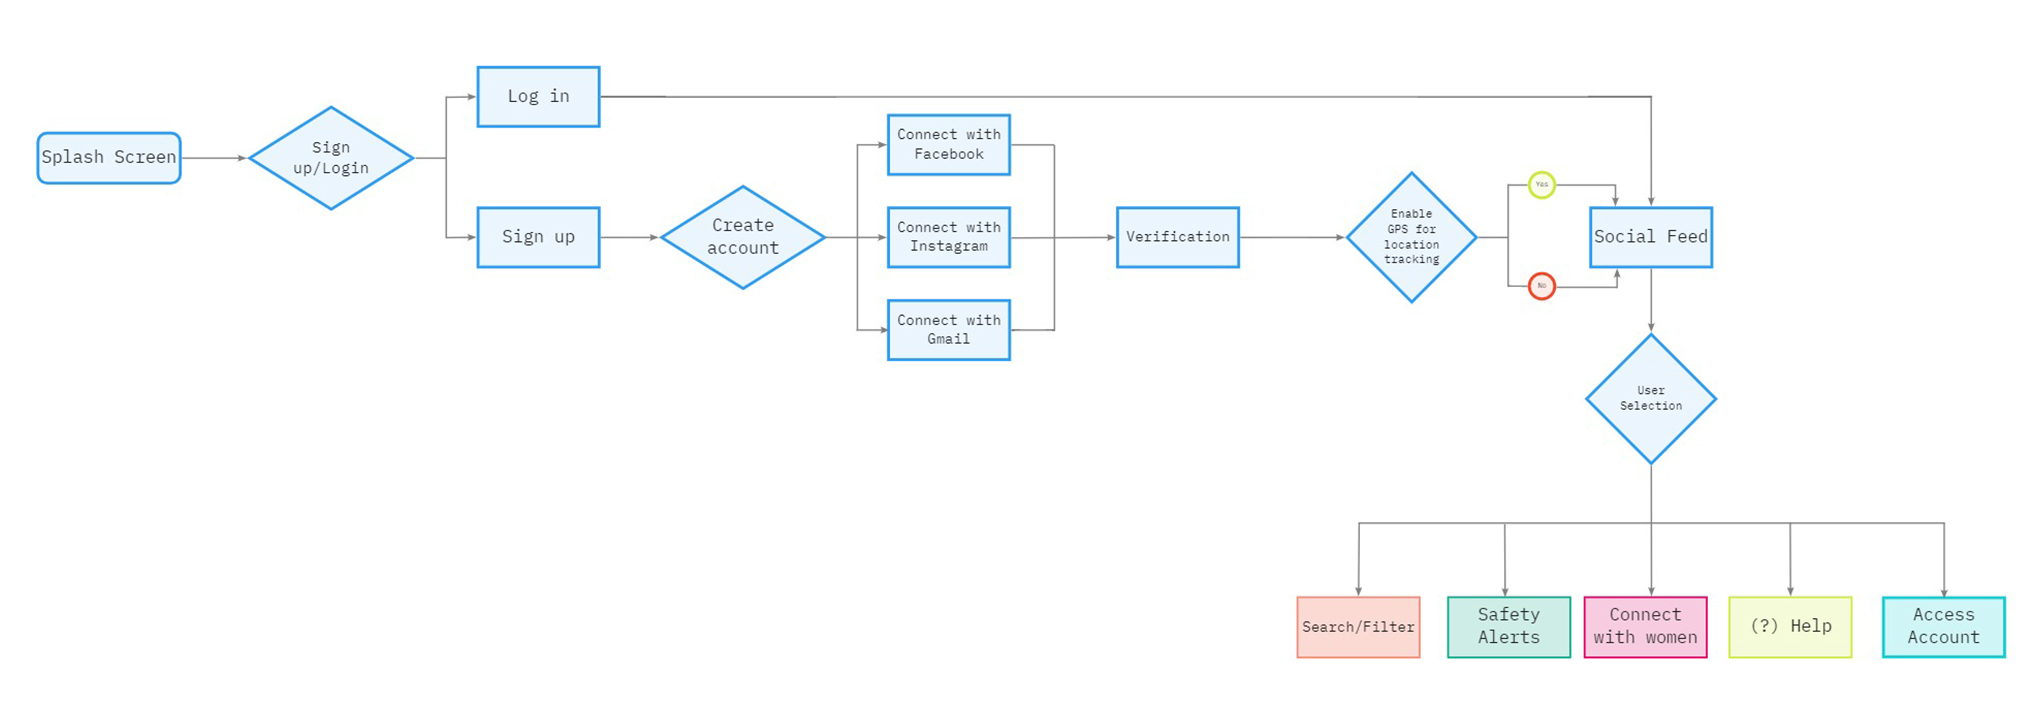 Splash Screen
Sign
up/Login
Log in
Sign up
Create
account
Connect with
Facebook
Connect with
Instagram
Connect with
Gmail
Verification
Enable
GPS for
location
tracking
Yes
No
Social Feed
User
Selection
Search/Filter
Safety
Alerts
Connect
with women
(?) Help
Access
Account